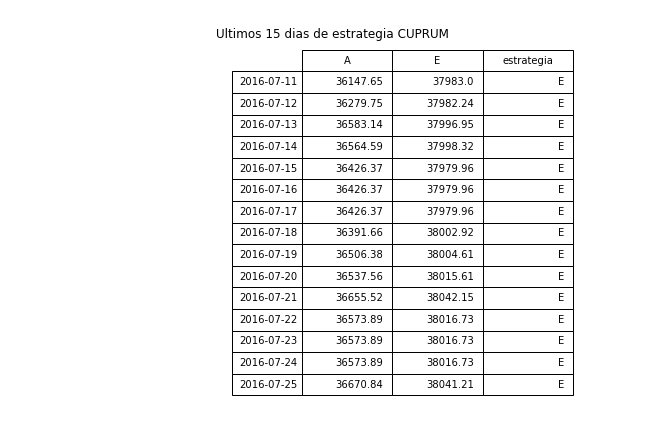 Ultimos 15 dias de estrategia CUPRUM
A E estrategia
2016-07-11 36147.65 37983.0 E
2016-07-12 36279.75 37982.24 E
2016-07-13 36583.14 37996.95 E
2016-07-14 36564.59 37998.32 E
2016-07-15 36426.37 37979.96 E
2016-07-16 36426.37 37979.96 E
2016-07-17 36426.37 37979.96 E
2016-07-18 36391.66 38002.92 E
2016-07-19 36506.38 38004.61 E
2016-07-20 36537.56 38015.61 E
2016-07-21 36655.52 38042.15 E
2016-07-22 36573.89 38016.73 E
2016-07-23 36573.89 38016.73 E
2016-07-24 36573.89 38016.73 E
2016-07-25 36670.84 38041.21 E